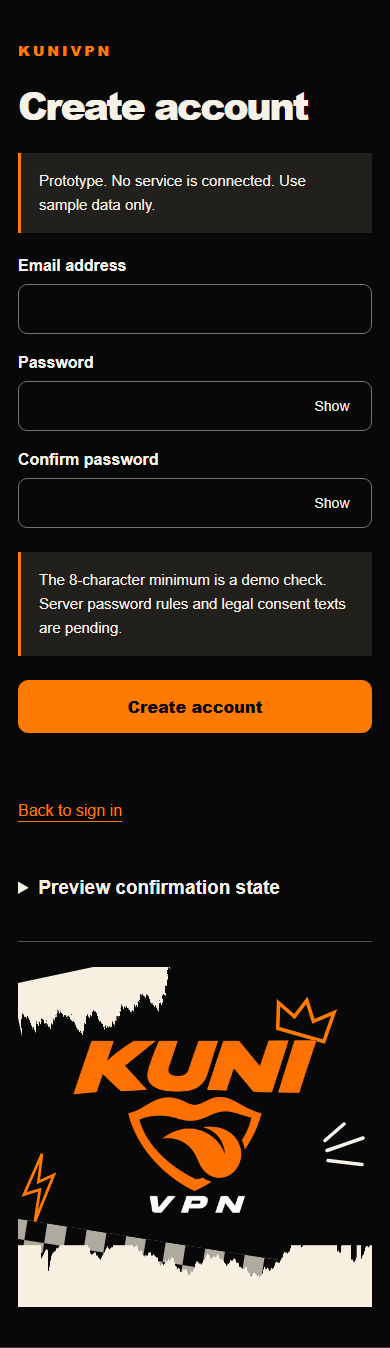 KUNIVPN
Create account
Prototype. No service is connected. Use
sample data only.
Email address
Password
Show
Confirm password
Show
The 8-character minimum is a demo check.
Server password rules and legal consent texts
are pending.
Create account
Back to sign in
Preview confirmation state
KUNI
VPN